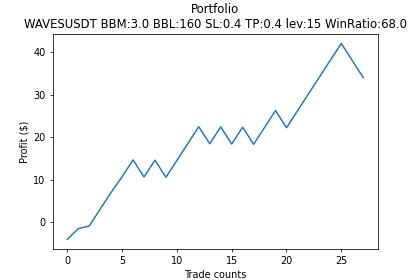 Portfolio
WAVESUSDT BBM:3.0 BBL:160 SL:0.4 TP:0.4 lev:15 WinRatio:68.0
40
30
20
10
0
Profit ($)
0 5 10 15 20 25
Trade counts